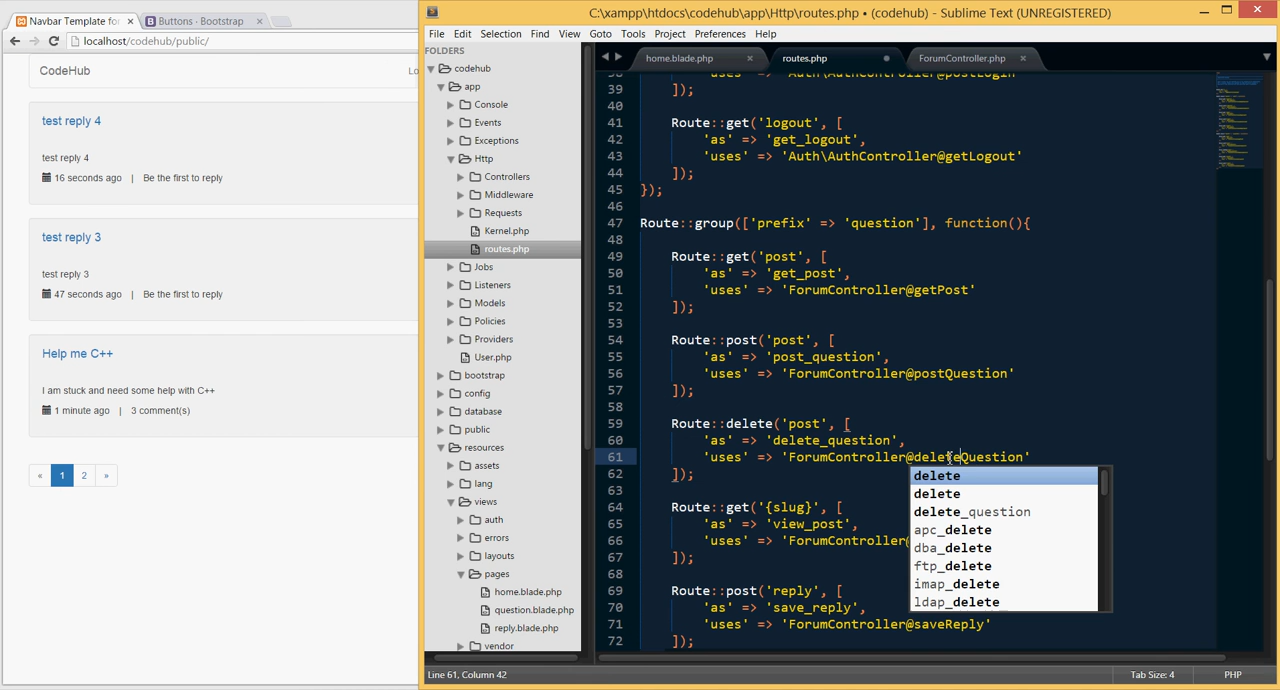 Navbar Template for
Buttons · Bootstrap
localhost/codehub/public/
CodeHub
Lo
test reply 4
test reply 4
16 seconds ago | Be the first to reply
test reply 3
test reply 3
47 seconds ago | Be the first to reply
Help me C++
I am stuck and need some help with C++
1 minute ago | 3 comment(s)
« 1 2 »
C:\xampp\htdocs\codehub\app\Http\routes.php • (codehub) - Sublime Text (UNREGISTERED)
File Edit Selection Find View Goto Tools Project Preferences Help
FOLDERS
codehub
app
Console
Events
Exceptions
Http
Controllers
Middleware
Requests
Kernel.php
routes.php
Jobs
Listeners
Models
Policies
Providers
User.php
bootstrap
config
database
public
resources
assets
lang
views
auth
errors
layouts
pages
home.blade.php
question.blade.php
reply.blade.php
vendor
home.blade.php
routes.php
ForumController.php
38 'uses' => 'Auth\AuthController@postLogin'
39 ]);
40
41 Route::get('logout', [
42 'as' => 'get_logout',
43 'uses' => 'Auth\AuthController@getLogout'
44 ]);
45 });
46
47 Route::group(['prefix' => 'question'], function(){
48
49 Route::get('post', [
50 'as' => 'get_post',
51 'uses' => 'ForumController@getPost'
52 ]);
53
54 Route::post('post', [
55 'as' => 'post_question',
56 'uses' => 'ForumController@postQuestion'
57 ]);
58
59 Route::delete('post', [
60 'as' => 'delete_question',
61 'uses' => 'ForumController@deleteQuestion'
62 ]);
63
64 Route::get('{slug}', [
65 'as' => 'view_post',
66 'uses' => 'ForumController@
67 ]);
68
69 Route::post('reply', [
70 'as' => 'save_reply',
71 'uses' => 'ForumController@saveReply'
72 ]);
delete
delete
delete_question
apc_delete
dba_delete
ftp_delete
imap_delete
ldap_delete
Line 61, Column 42
Tab Size: 4
PHP